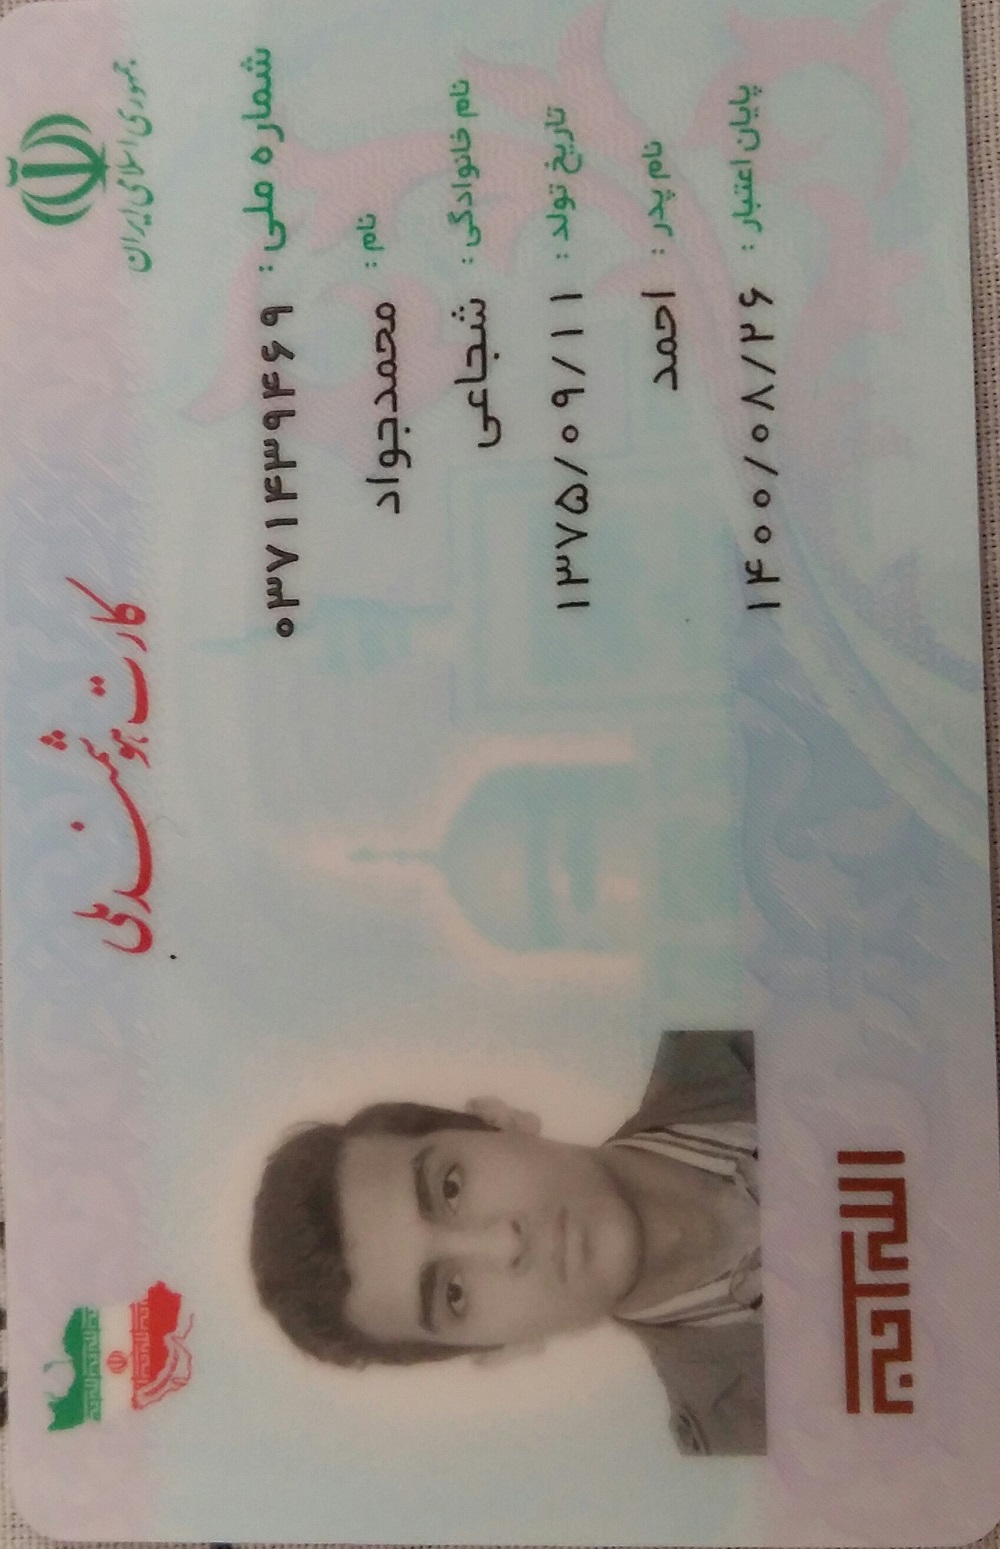 جمهوری اسلامی ایران
کارت هوشمند ملی
شماره ملی : ۰۳۷۱۴۳۹۴۶۹
نام : محمدجواد
نام خانوادگی : شجاعی
تاریخ تولد : ۱۳۷۵/۰۹/۱۱
نام پدر : احمد
پایان اعتبار : ۱۴۰۰/۰۸/۲۶
الله اکبر